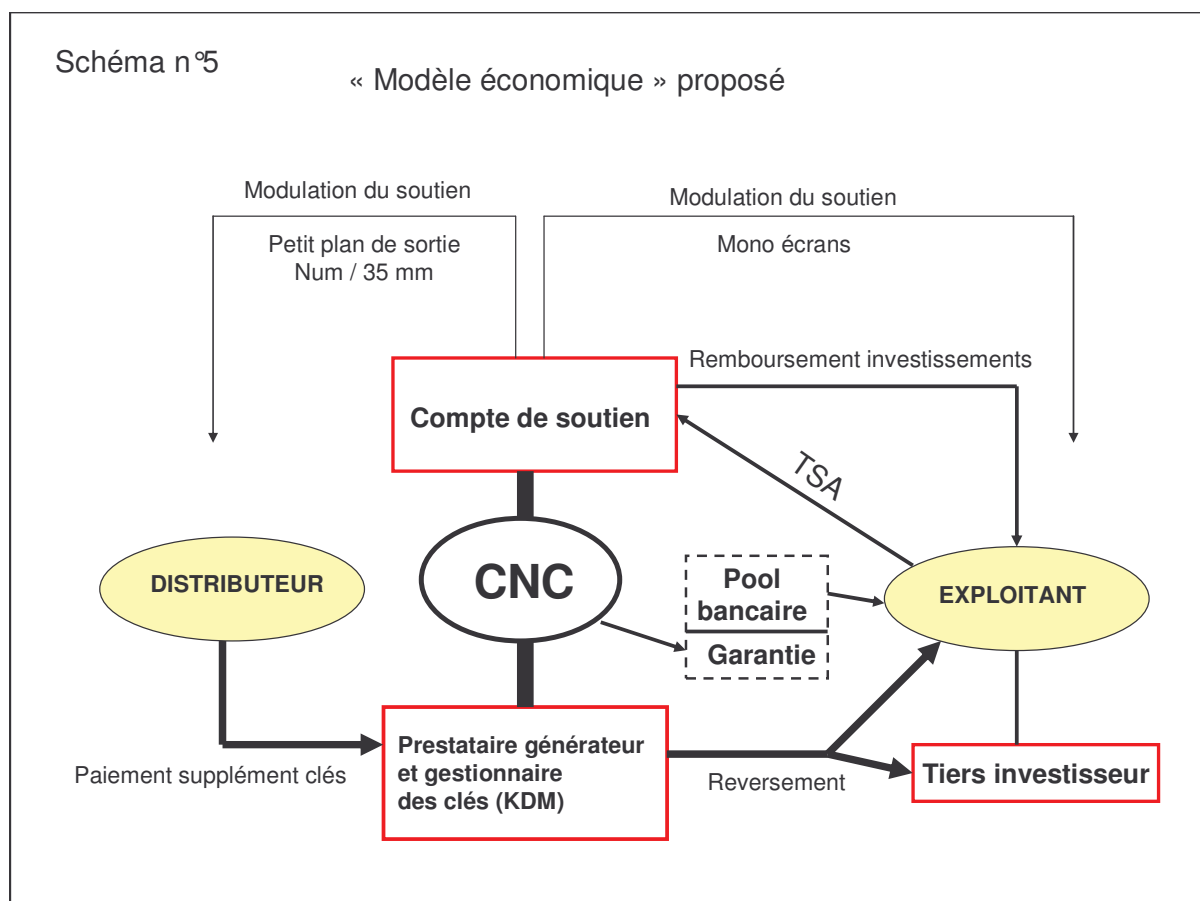 Schéma n°5
« Modèle économique » proposé
Modulation du soutien
Petit plan de sortie
Num / 35 mm
Modulation du soutien
Mono écrans
Remboursement investissements
Compte de soutien
TSA
DISTRIBUTEUR
CNC
Pool
bancaire
Garantie
EXPLOITANT
Paiement supplément clés
Prestataire générateur
et gestionnaire
des clés (KDM)
Reversement
Tiers investisseur